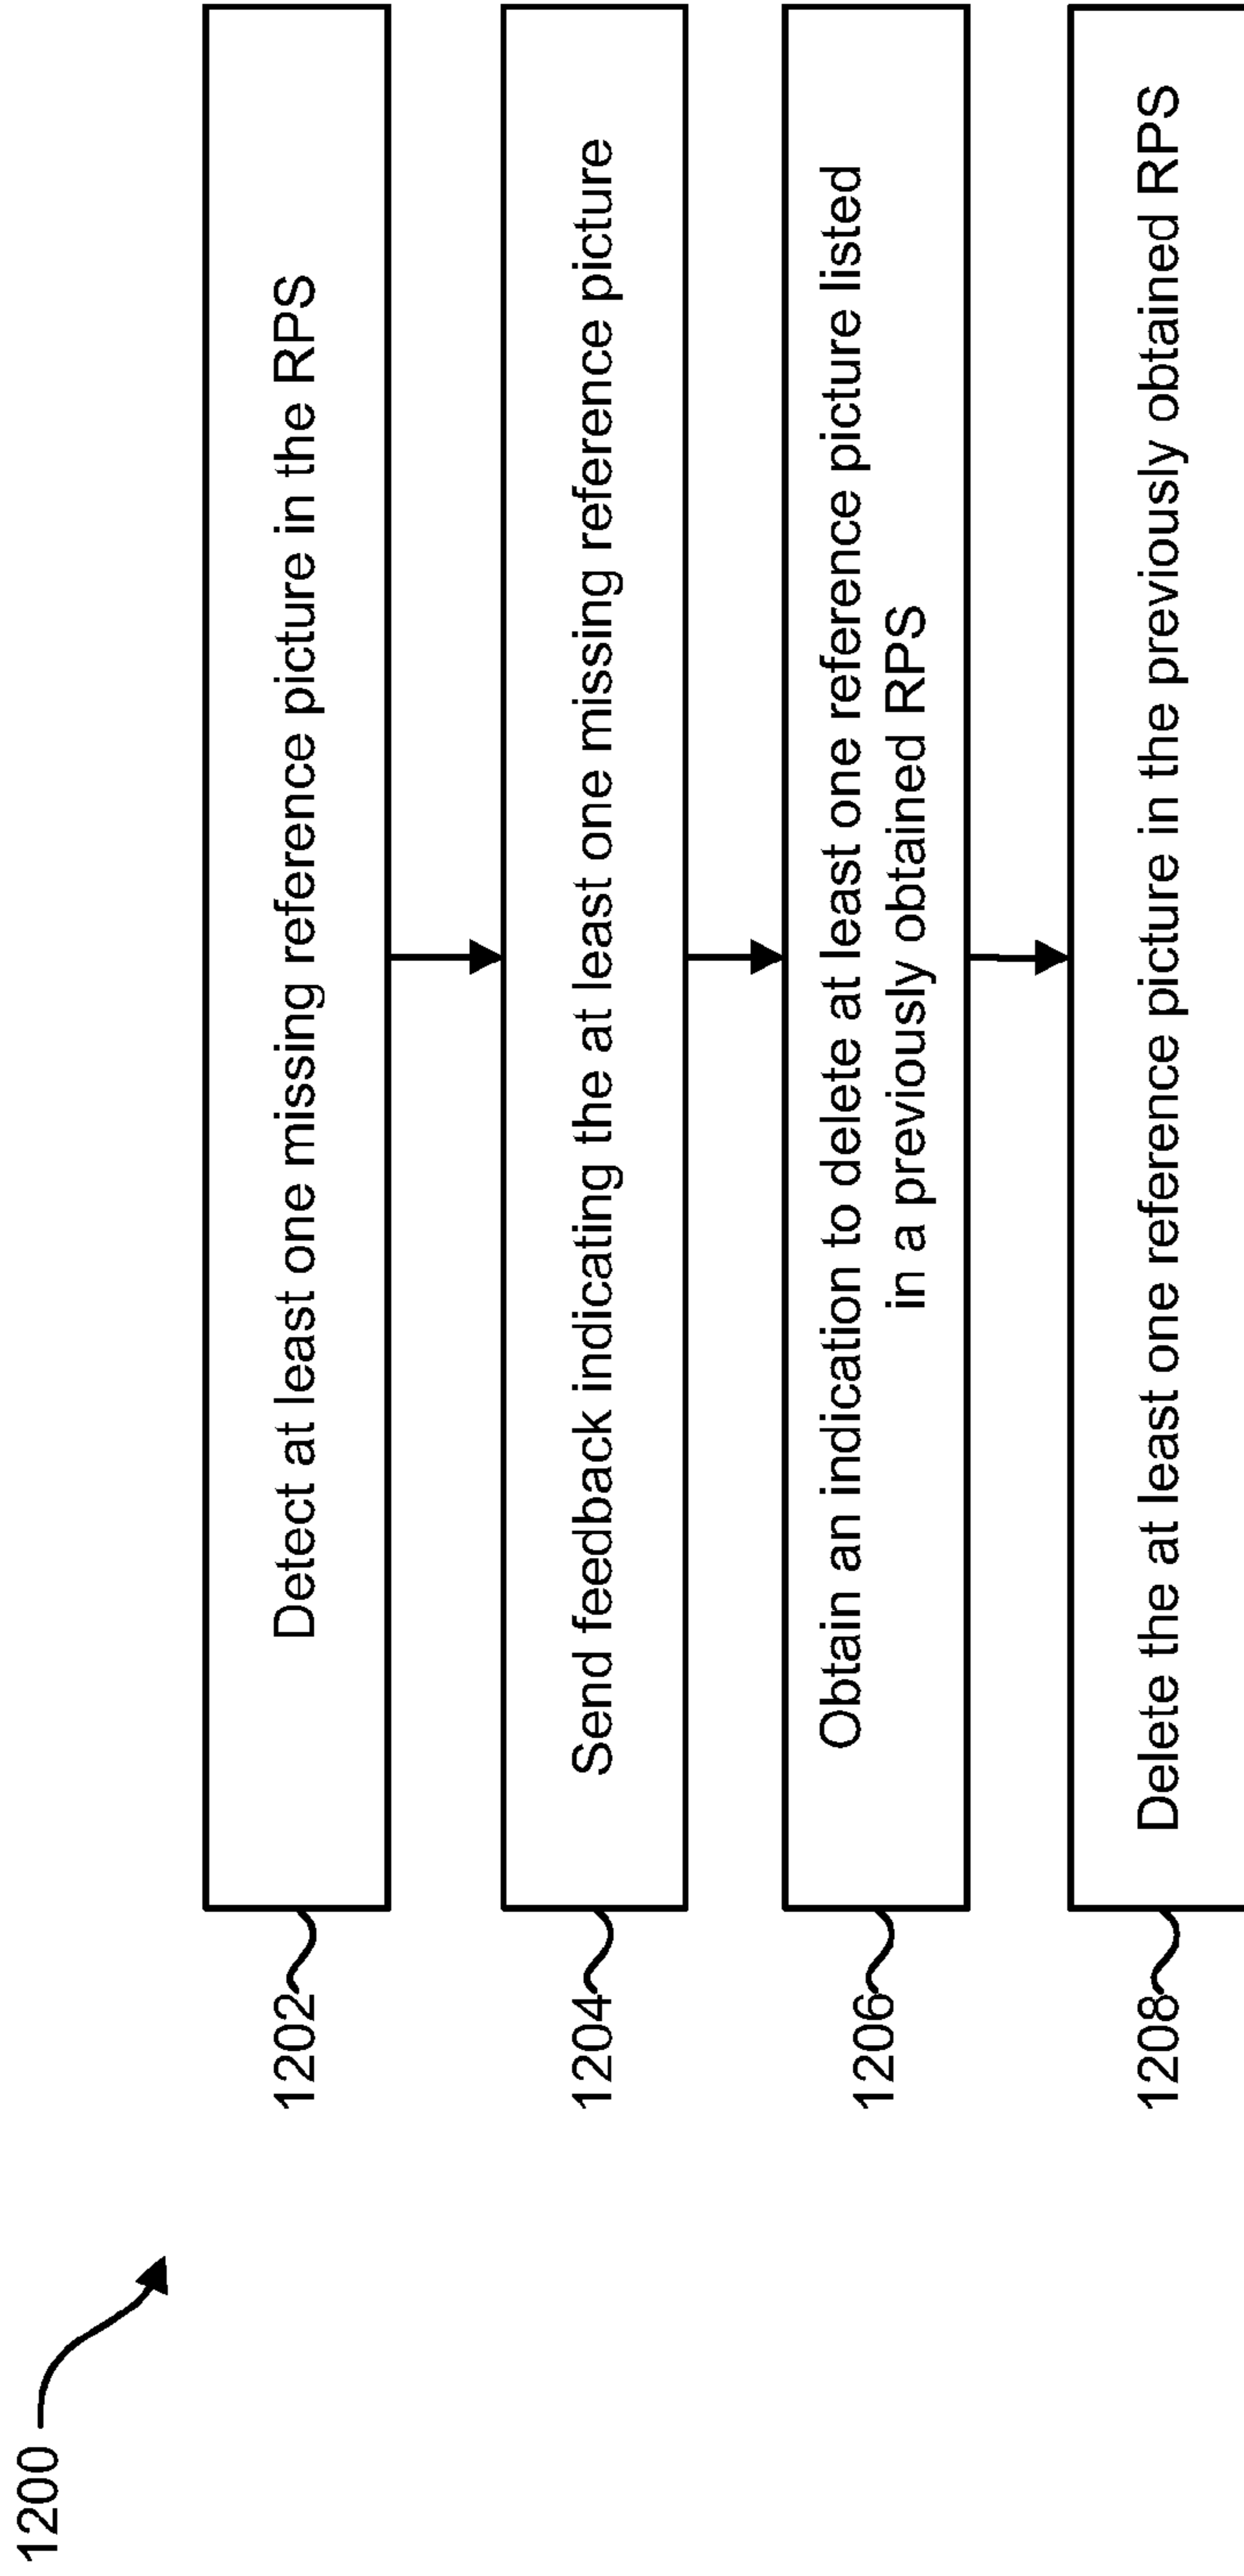 1200
1202
Detect at least one missing reference picture in the RPS
1204
Send feedback indicating the at least one missing reference picture
1206
Obtain an indication to delete at least one reference picture listed
in a previously obtained RPS
1208
Delete the at least one reference picture in the previously obtained RPS